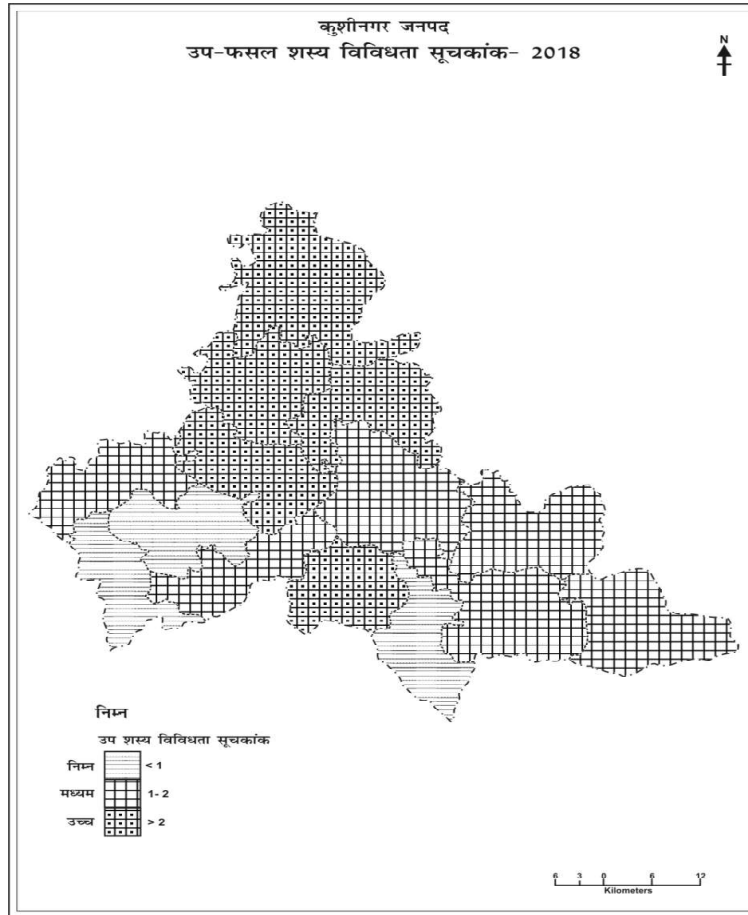 कुशीनगर जनपद
उप-फसल शस्य विविधता सूचकांक- 2018
N
निम्न
उप शस्य विविधता सूचकांक
निम्न < 1
मध्यम 1- 2
उच्च > 2
6 3 0 6 12
Kilometers